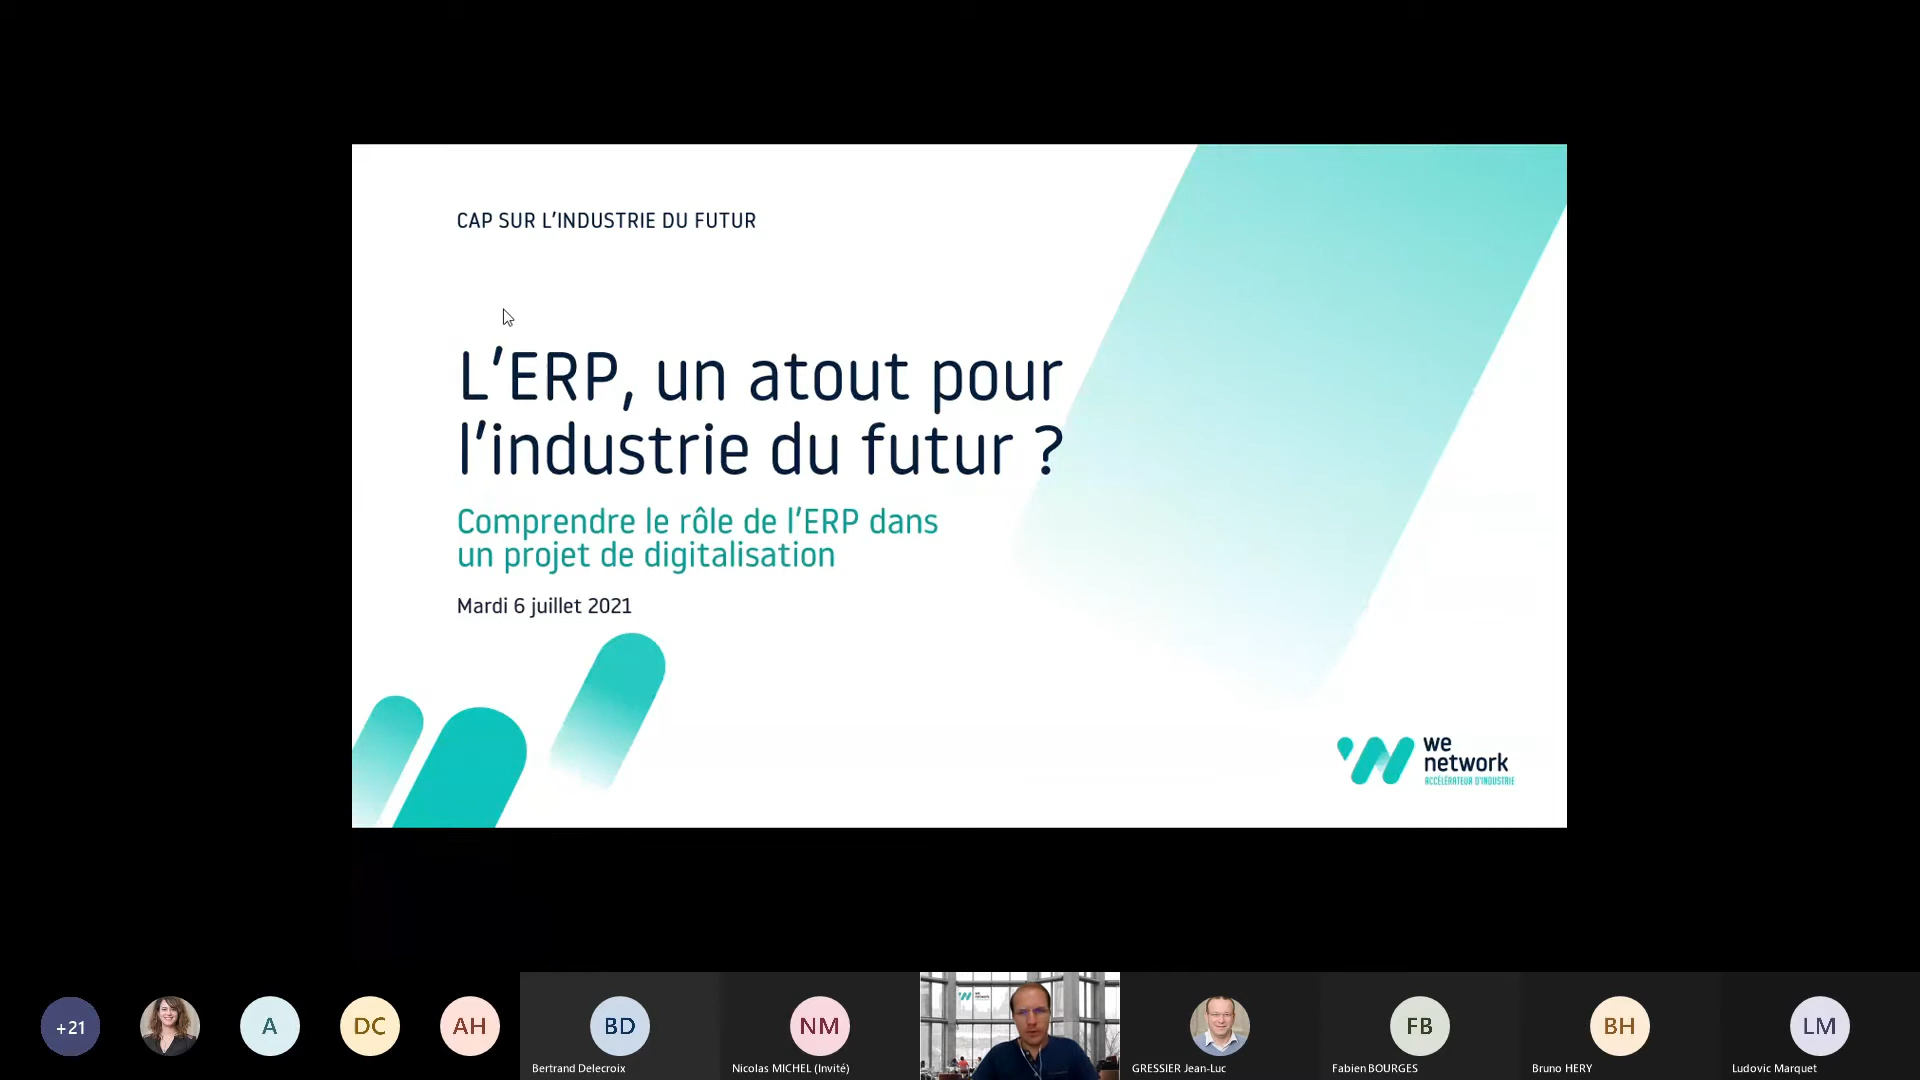 CAP SUR L'INDUSTRIE DU FUTUR
L'ERP, un atout pour
l'industrie du futur ?
Comprendre le rôle de l'ERP dans
un projet de digitalisation
Mardi 6 juillet 2021
we
network
ACCÉLÉRATEUR D'INDUSTRIE
+21
A
DC
AH
BD
NM
we
network
FB
BH
LM
Bertrand Delecroix
Nicolas MICHEL (Invité)
GRESSIER Jean-Luc
Fabien BOURGES
Bruno HERY
Ludovic Marquet